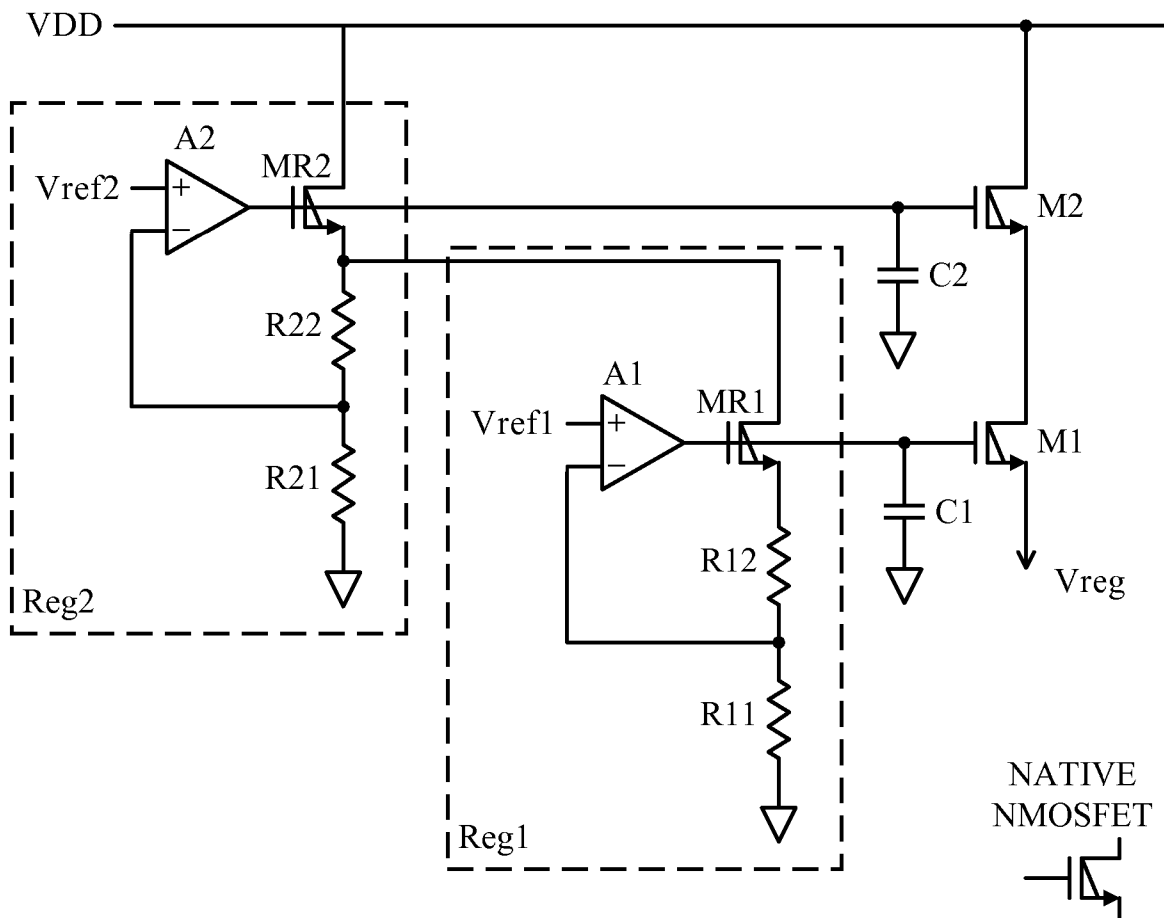 VDD
A2
MR2
Vref2
+
−
M2
C2
R22
A1
MR1
Vref1
+
−
M1
R21
C1
R12
Vreg
Reg2
R11
NATIVE
NMOSFET
Reg1